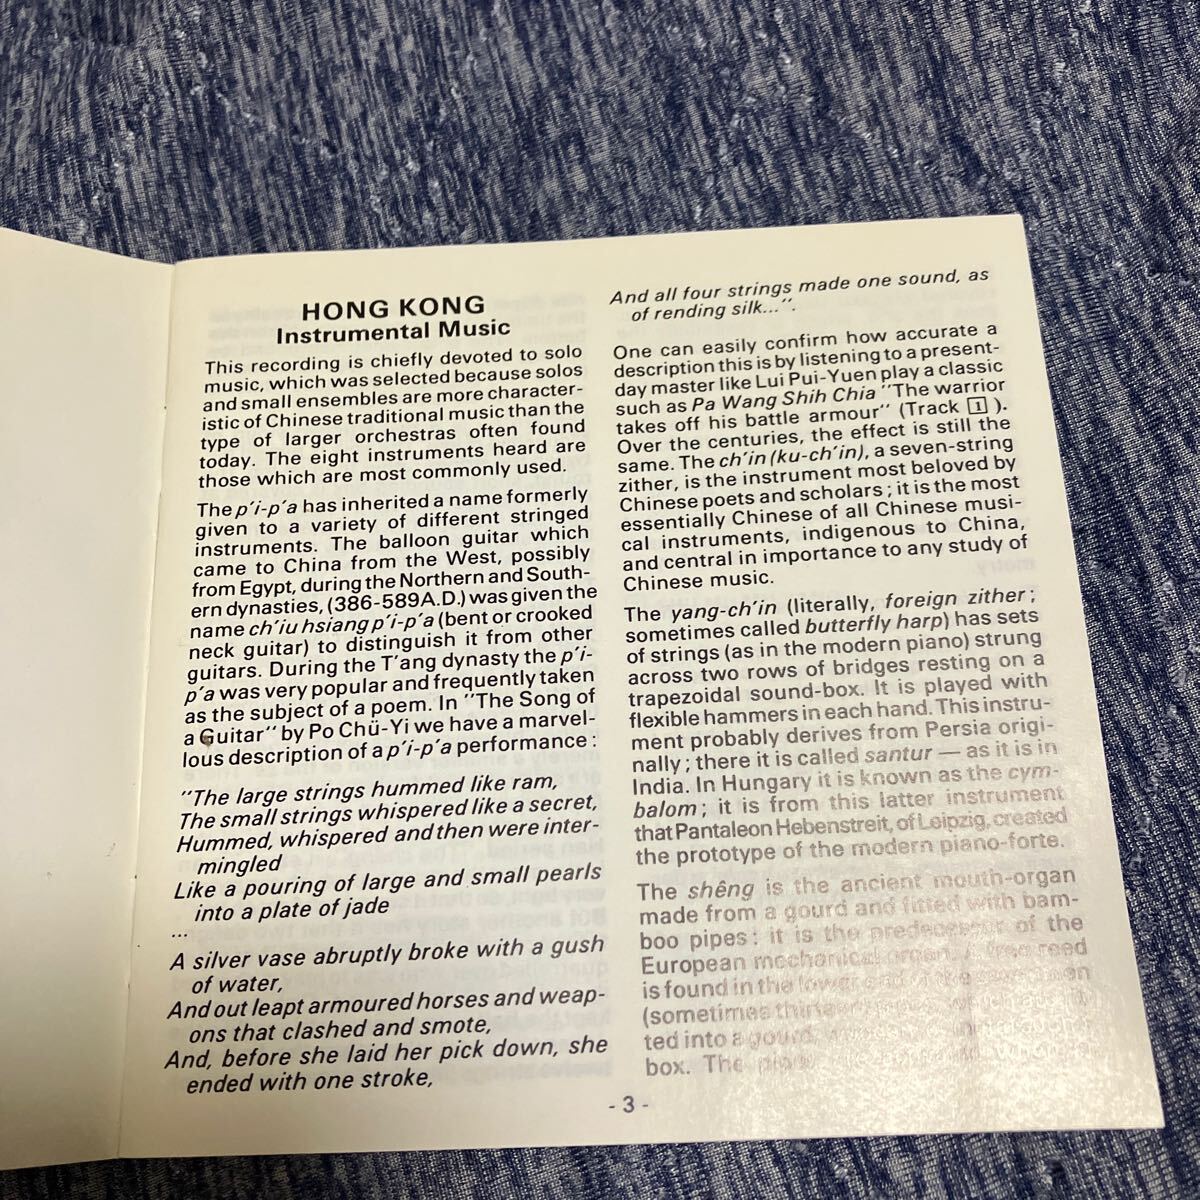 HONG KONG
Instrumental Music
This recording is chiefly devoted to solo
music, which was selected because solos
and small ensembles are more character-
istic of Chinese traditional music than the
type of larger orchestras often found
today. The eight instruments heard are
those which are most commonly used.
The p'i-p'a has inherited a name formerly
given to a variety of different stringed
instruments. The balloon guitar which
came to China from the West, possibly
from Egypt, during the Northern and South-
ern dynasties, (386-589A.D.) was given the
name ch'iu hsiang p'i-p'a (bent or crooked
neck guitar) to distinguish it from other
guitars. During the T'ang dynasty the p'i-
p'a was very popular and frequently taken
as the subject of a poem. In "The Song of
a Guitar" by Po Chü-Yi we have a marvel-
lous description of a p'i-p'a performance :
"The large strings hummed like ram,
The small strings whispered like a secret,
Hummed, whispered and then were inter-
mingled
Like a pouring of large and small pearls
into a plate of jade
...
A silver vase abruptly broke with a gush
of water,
And out leapt armoured horses and weap-
ons that clashed and smote,
And, before she laid her pick down, she
ended with one stroke,
And all four strings made one sound, as
of rending silk...".
One can easily confirm how accurate a
description this is by listening to a present-
day master like Lui Pui-Yuen play a classic
such as Pa Wang Shih Chia "The warrior
takes off his battle armour" (Track 1 ).
Over the centuries, the effect is still the
same. The ch'in (ku-ch'in), a seven-string
zither, is the instrument most beloved by
Chinese poets and scholars ; it is the most
essentially Chinese of all Chinese musi-
cal instruments, indigenous to China,
and central in importance to any study of
Chinese music.
The yang-ch'in (literally, foreign zither ;
sometimes called butterfly harp) has sets
of strings (as in the modern piano) strung
across two rows of bridges resting on a
trapezoidal sound-box. It is played with
flexible hammers in each hand. This instru-
ment probably derives from Persia origi-
nally ; there it is called santur — as it is in
India. In Hungary it is known as the cym-
balom ; it is from this latter instrument
that Pantaleon Hebenstreit, of Leipzig, created
the prototype of the modern piano-forte.
The shêng is the ancient mouth-organ
made from a gourd and fitted with bam-
boo pipes : it is the predecessor of the
European mechanical organ. A free reed
is found in the lower end of the
(sometimes thirteen) pipes
ted into a gourd,
box. The
- 3 -